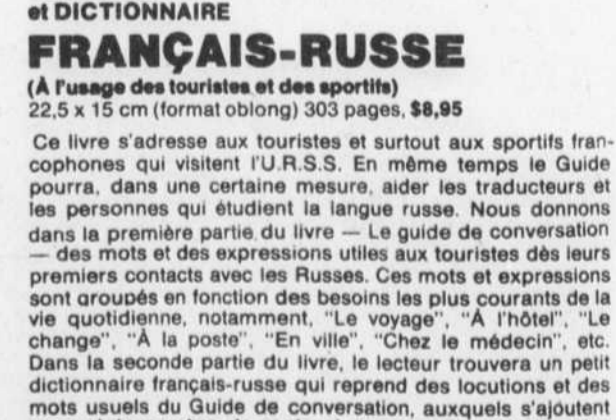 et DICTIONNAIRE
FRANÇAIS-RUSSE
(À l'usage des touristes et des sportifs)
22,5 x 15 cm (format oblong) 303 pages, $8,95
Ce livre s'adresse aux touristes et surtout aux sportifs fran-
cophones qui visitent l'U.R.S.S. En même temps le Guide
pourra, dans une certaine mesure, aider les traducteurs et
les personnes qui étudient la langue russe. Nous donnons
dans la première partie du livre — Le guide de conversation
— des mots et des expressions utiles aux touristes dès leurs
premiers contacts avec les Russes. Ces mots et expressions
sont groupés en fonction des besoins les plus courants de la
vie quotidienne, notamment, "Le voyage", "À l'hôtel", "Le
change", "À la poste", "En ville", "Chez le médecin", etc.
Dans la seconde partie du livre, le lecteur trouvera un petit
dictionnaire français-russe qui reprend des locutions et des
mots usuels du Guide de conversation, auxquels s'ajoutent